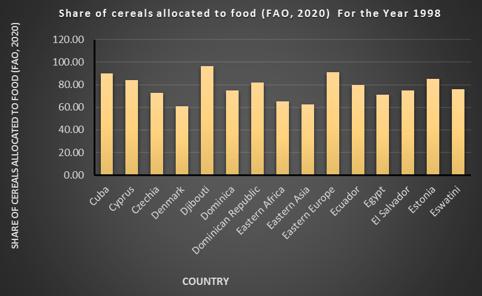 Share of cereals allocated to food (FAO, 2020) For the Year 1998
SHARE OF CEREALS ALLOCATED TO FOOD (FAO, 2020)
120.00
100.00
80.00
60.00
40.00
20.00
0.00
Cuba
Cyprus
Czechia
Denmark
Djibouti
Dominica
Dominican Republic
Eastern Africa
Eastern Asia
Eastern Europe
Ecuador
Egypt
El Salvador
Estonia
Eswatini
COUNTRY